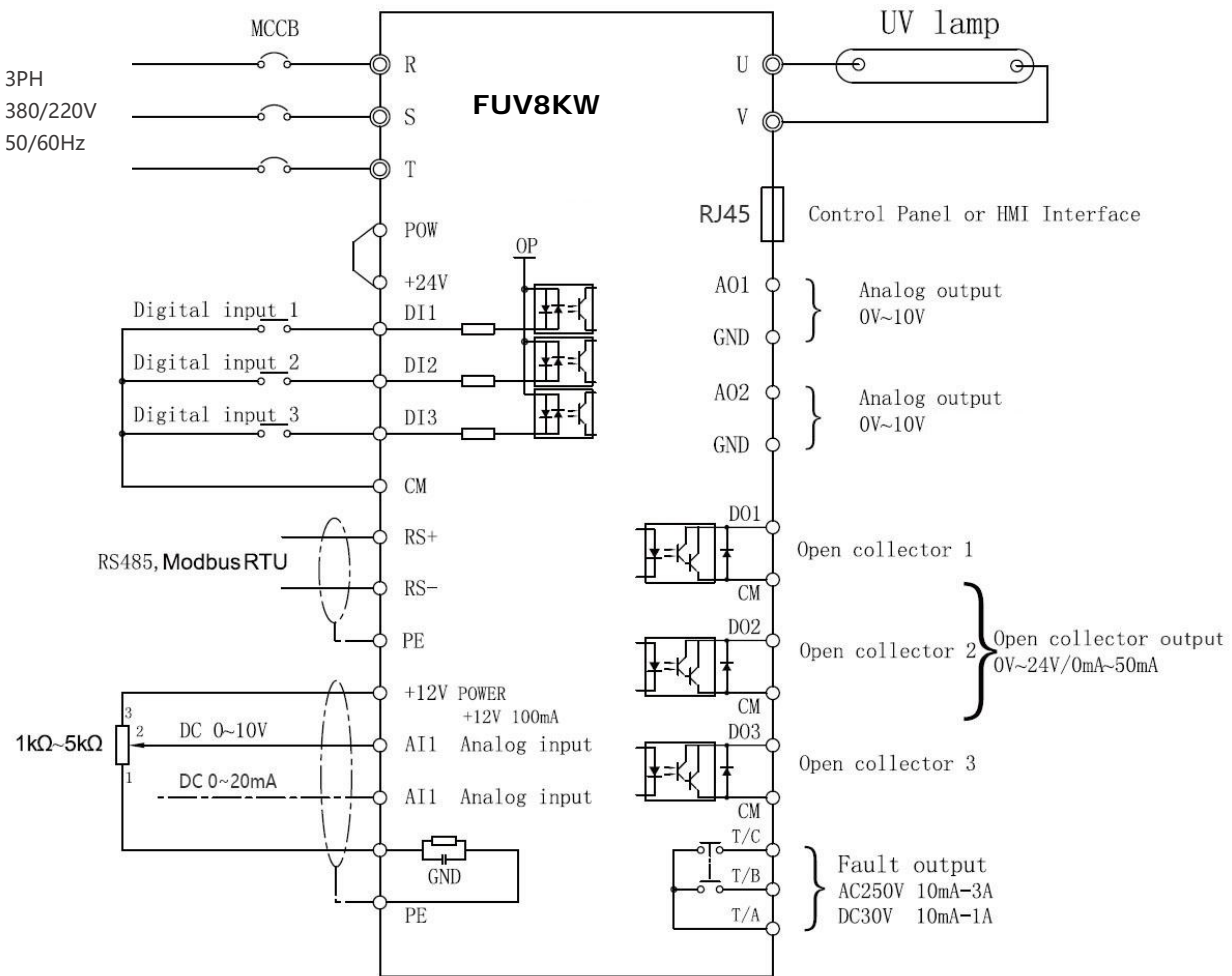 MCCB
3PH
380/220V
50/60Hz
R
S
T
FUV8KW
UV lamp
U
V
RJ45
Control Panel or HMI Interface
POW
+24V
OP
Digital input 1
DI1
Digital input 2
DI2
Digital input 3
DI3
CM
AO1
GND
Analog output
0V~10V
AO2
GND
Analog output
0V~10V
RS485, Modbus RTU
RS+
RS-
PE
DO1
CM
Open collector 1
DO2
CM
Open collector 2
Open collector output
0V~24V/0mA~50mA
DO3
CM
Open collector 3
+12V POWER
+12V 100mA
3
2
1
1kΩ~5kΩ
DC 0~10V
AI1 Analog input
DC 0~20mA
AI1 Analog input
GND
PE
T/C
T/B
T/A
Fault output
AC250V 10mA-3A
DC30V 10mA-1A